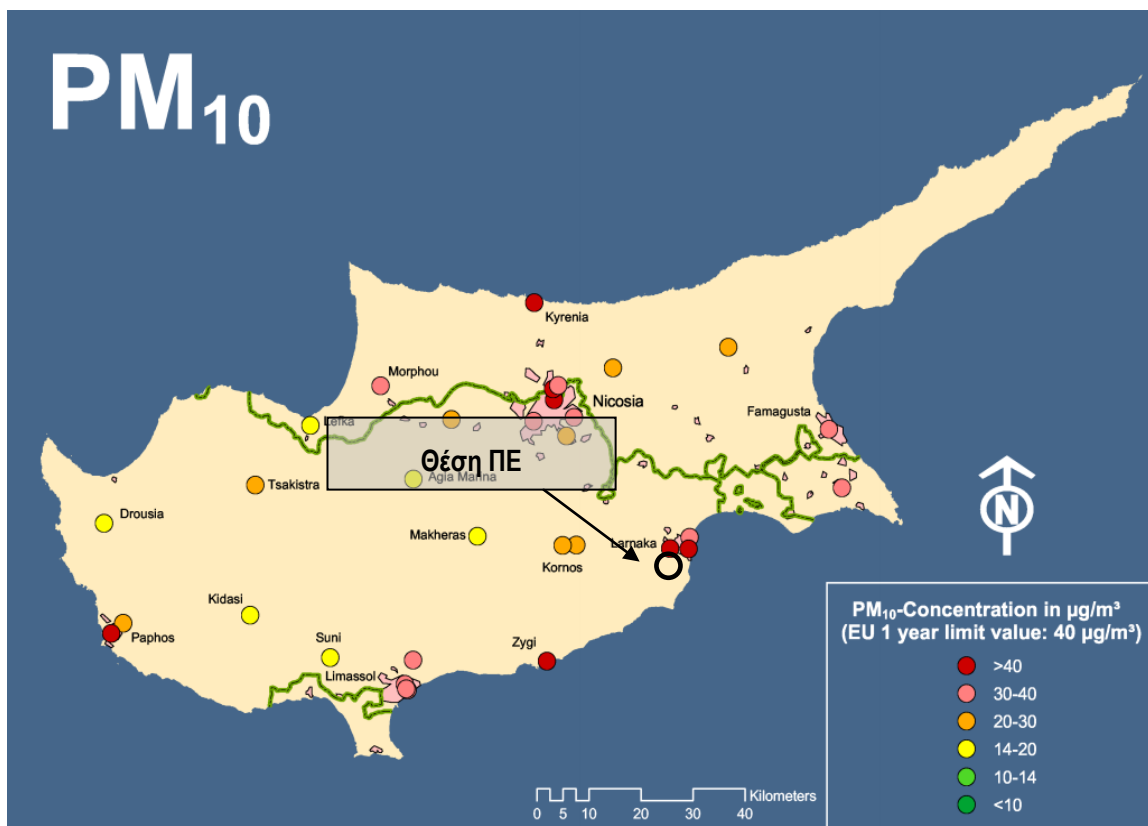 PM10
Kyrenia
Morphou
Nicosia
Famagusta
Lefka
Θέση ΠΕ
Agia Marina
Tsakistra
Drousia
Makheras
Larnaka
Kornos
Kidasi
Paphos
Suni
Zygi
Limassol
N
PM10-Concentration in µg/m³
(EU 1 year limit value: 40 µg/m³)
>40
30-40
20-30
14-20
10-14
<10
Kilometers
0 5 10 20 30 40